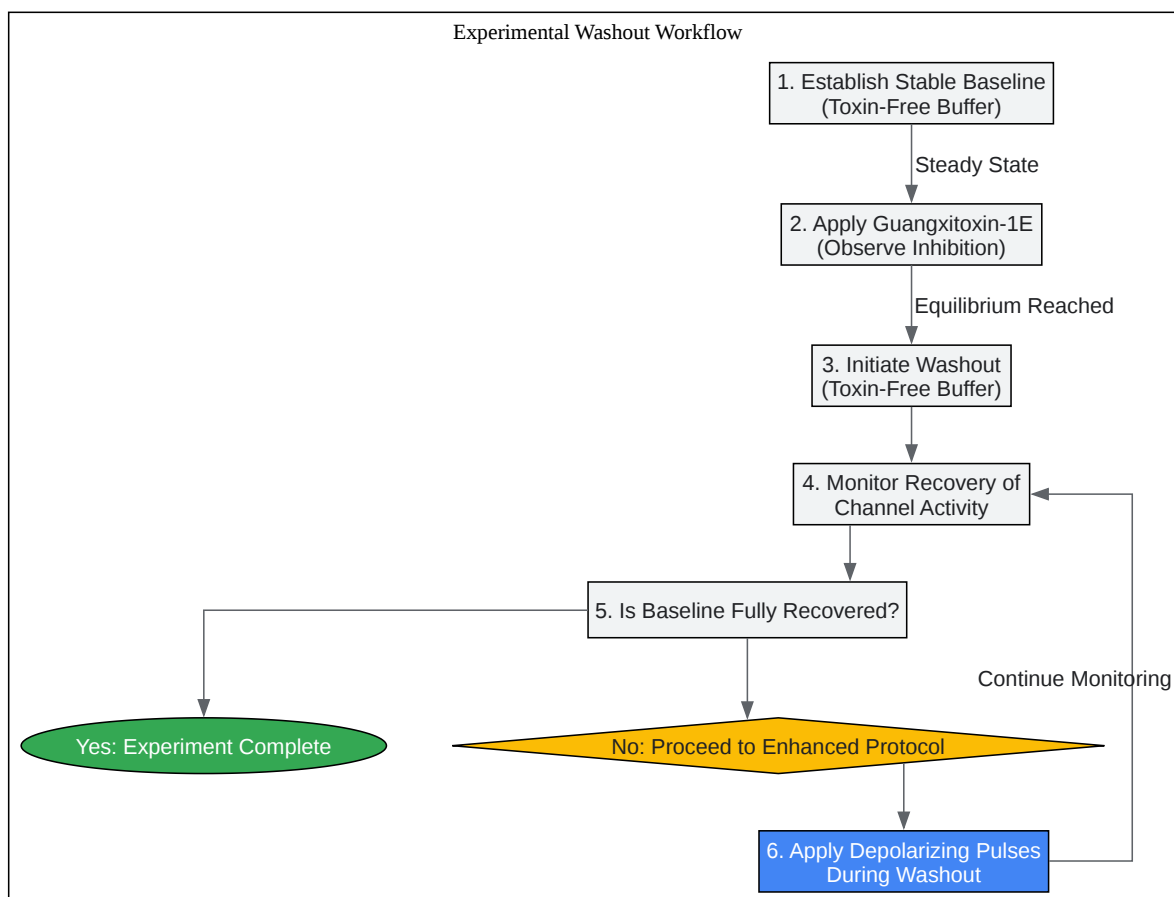 Experimental Washout Workflow
1. Establish Stable Baseline
(Toxin-Free Buffer)
Steady State
2. Apply Guangxitoxin-1E
(Observe Inhibition)
Equilibrium Reached
3. Initiate Washout
(Toxin-Free Buffer)
4. Monitor Recovery of
Channel Activity
5. Is Baseline Fully Recovered?
Continue Monitoring
Yes: Experiment Complete
No: Proceed to Enhanced Protocol
6. Apply Depolarizing Pulses
During Washout